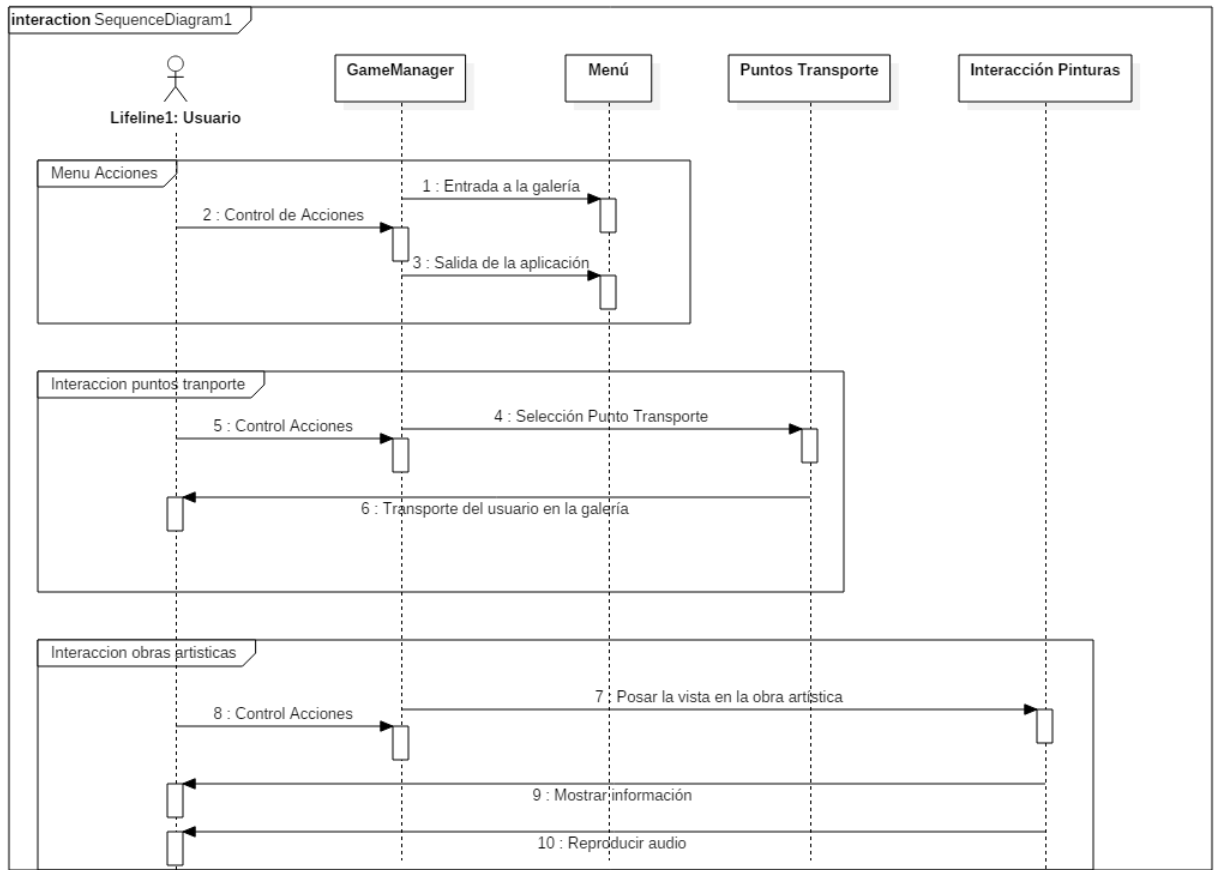 interaction SequenceDiagram1
GameManager
Menú
Puntos Transporte
Interacción Pinturas
Lifeline1: Usuario
Menu Acciones
1 : Entrada a la galería
2 : Control de Acciones
3 : Salida de la aplicación
Interaccion puntos tranporte
4 : Selección Punto Transporte
5 : Control Acciones
6 : Transporte del usuario en la galería
Interaccion obras artisticas
7 : Posar la vista en la obra artística
8 : Control Acciones
9 : Mostrar información
10 : Reproducir audio